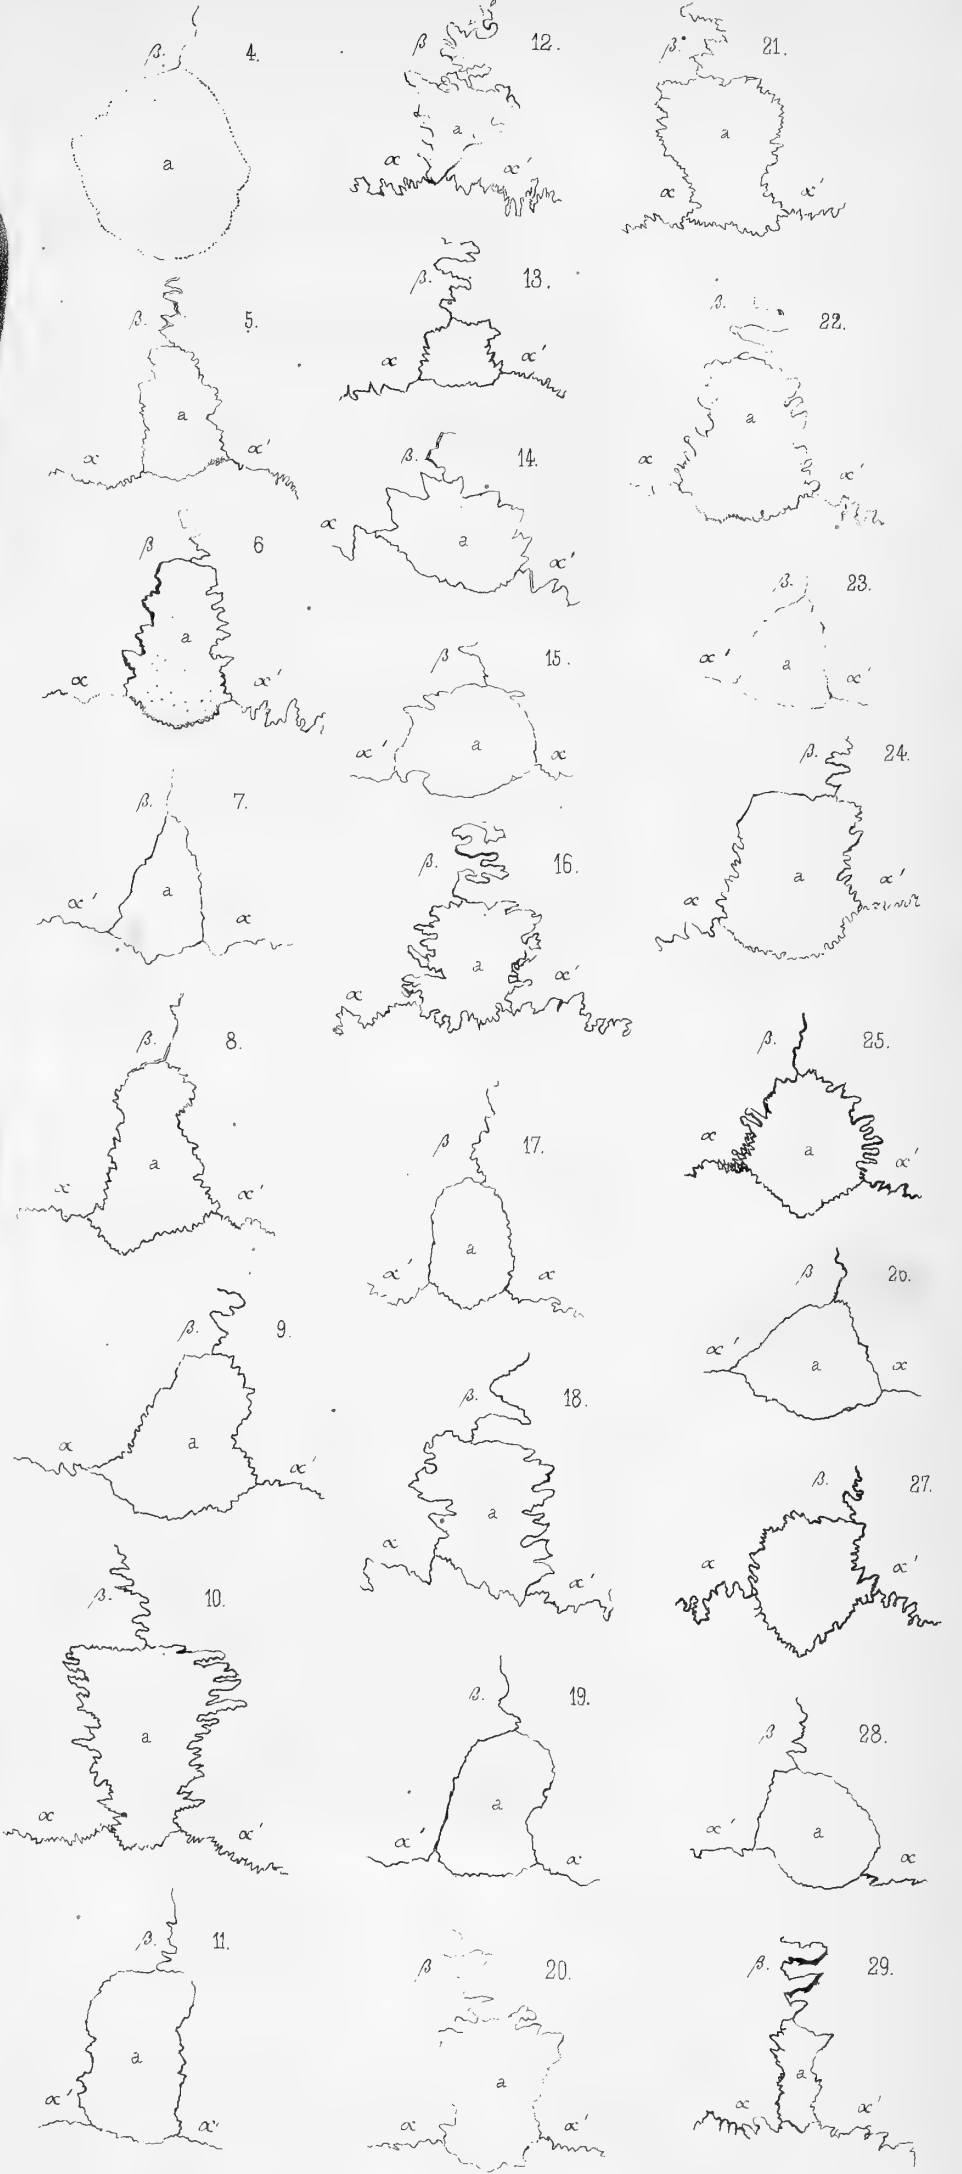 β. 4.
a
β. 5.
a
α α′
β 6
a
α α′
β. 7.
α′ a α
β. 8.
a
α′
β. 9.
α a α′
β. 10.
a
α α′
β. 11.
a
α′ α
β 12.
a
α α′
β. 13.
α α′
β. 14.
α a α′
β 15.
α′ a α
β. 16.
a
α α′
β 17.
a
α′ α
β. 18.
a
α α′
β. 19.
a
α′ α
β 20.
a
α α′
β. 21.
a
α α′
β. 22.
a
α α′
β. 23.
α′ a α′
β. 24.
a
α α′
β. 25.
α a α′
β 26.
α′ a α
β. 27.
α α′
β 28.
α′ a α
β. 29.
a
α α′